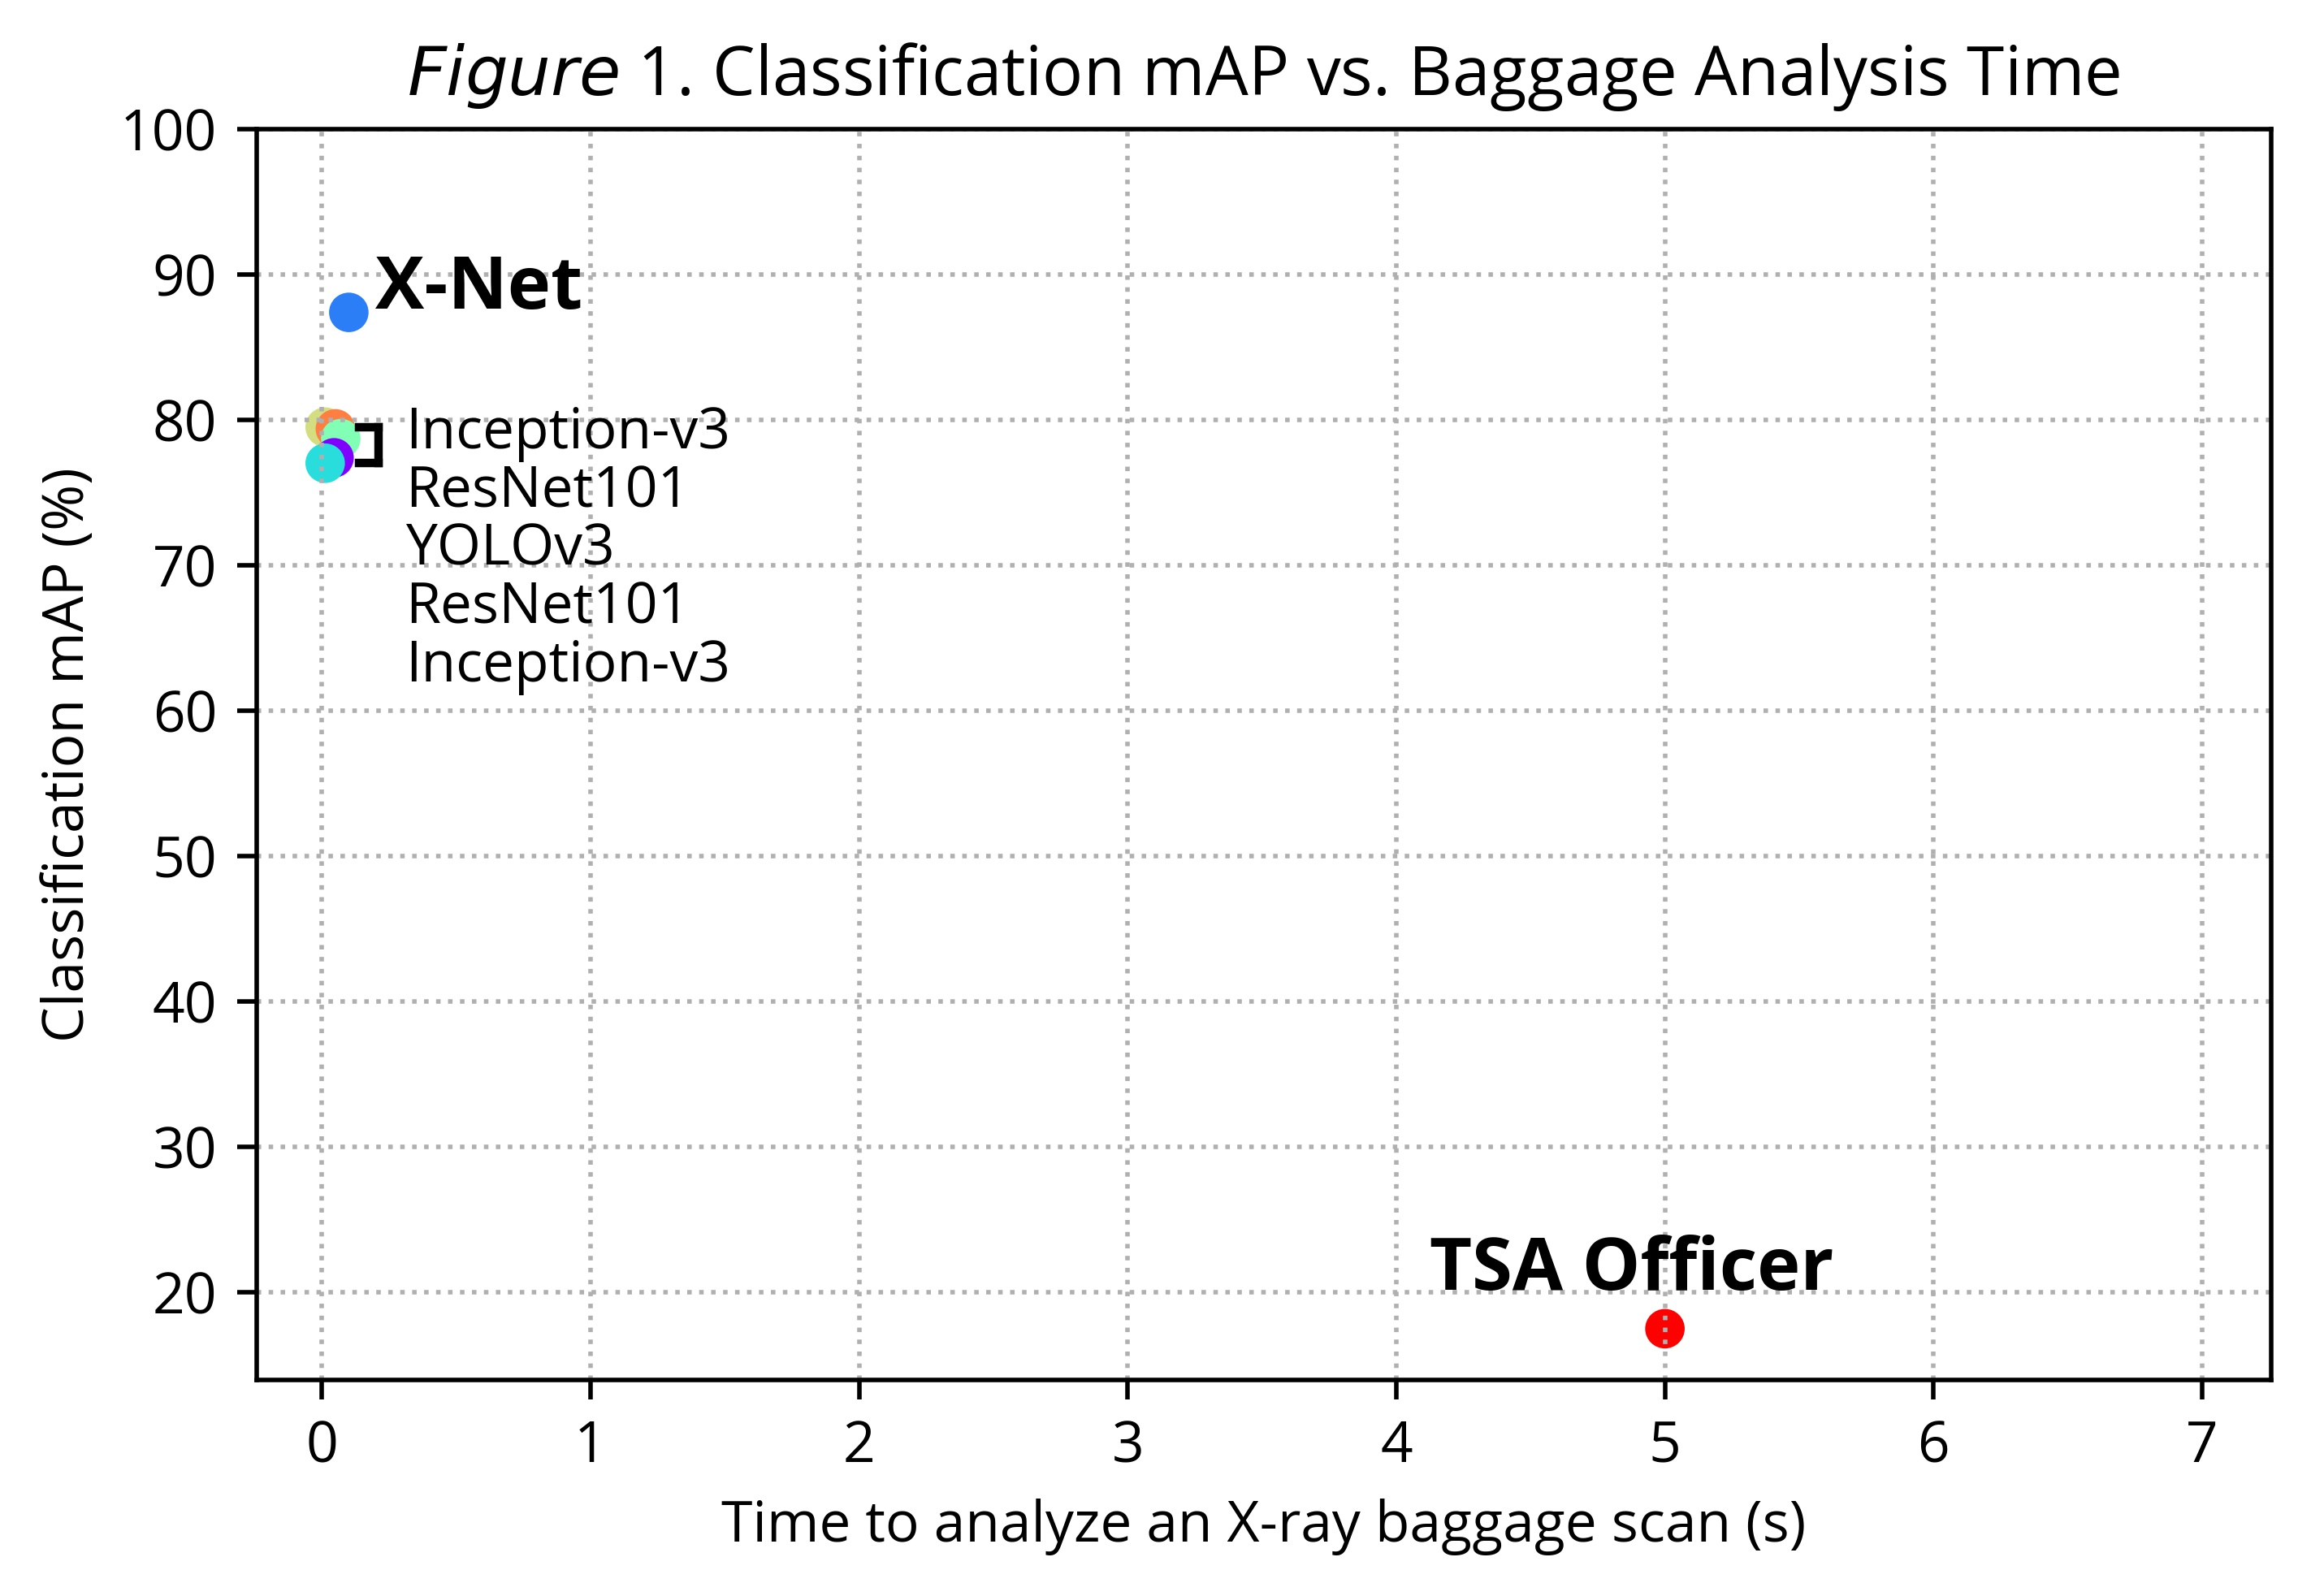 Figure 1. Classification mAP vs. Baggage Analysis Time
Classification mAP (%)
100
90
80
70
60
50
40
30
20
X-Net
Inception-v3
ResNet101
YOLOv3
ResNet101
Inception-v3
TSA Officer
0 1 2 3 4 5 6 7
Time to analyze an X-ray baggage scan (s)